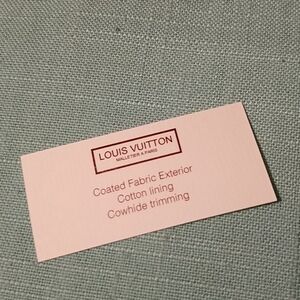 LOUIS VUITTON
MALLETIER A PARIS
Coated Fabric Exterior
Cotton lining
Cowhide trimming